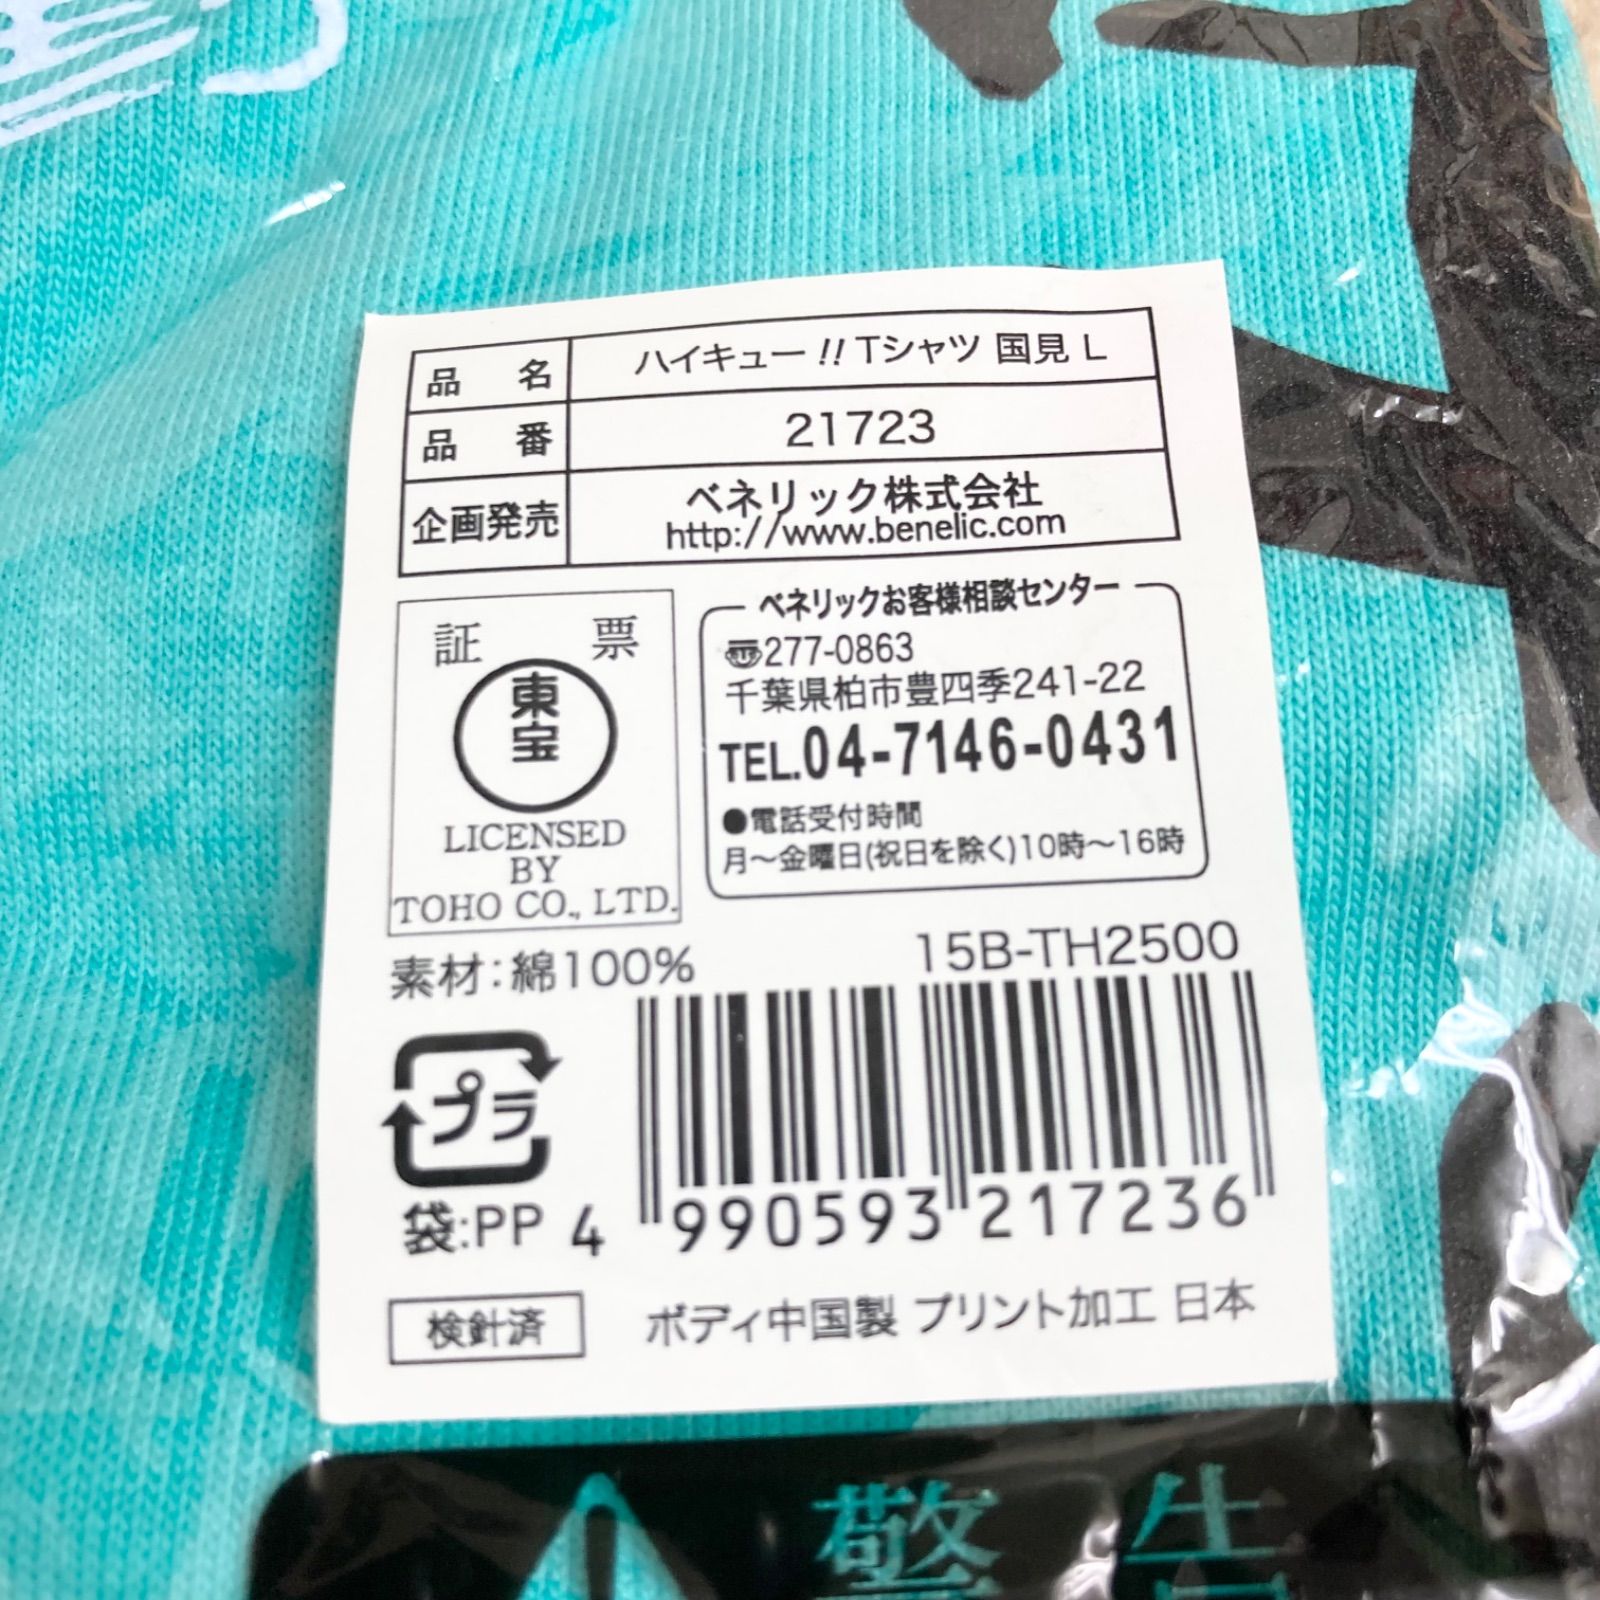 品名 ハイキュー!! Tシャツ 国見 L
品番 21723
企画発売 ベネリック株式会社
http://www.benelic.com
証票
東宝
LICENSED
BY
TOHO CO., LTD.
ベネリックお客様相談センター
〠277-0863
千葉県柏市豊四季241-22
TEL.04-7146-0431
●電話受付時間
月～金曜日(祝日を除く)10時～16時
素材:綿100%
15B-TH2500
プラ
袋:PP
4 990593 217236
検針済
ボディ中国製 プリント加工 日本
警告